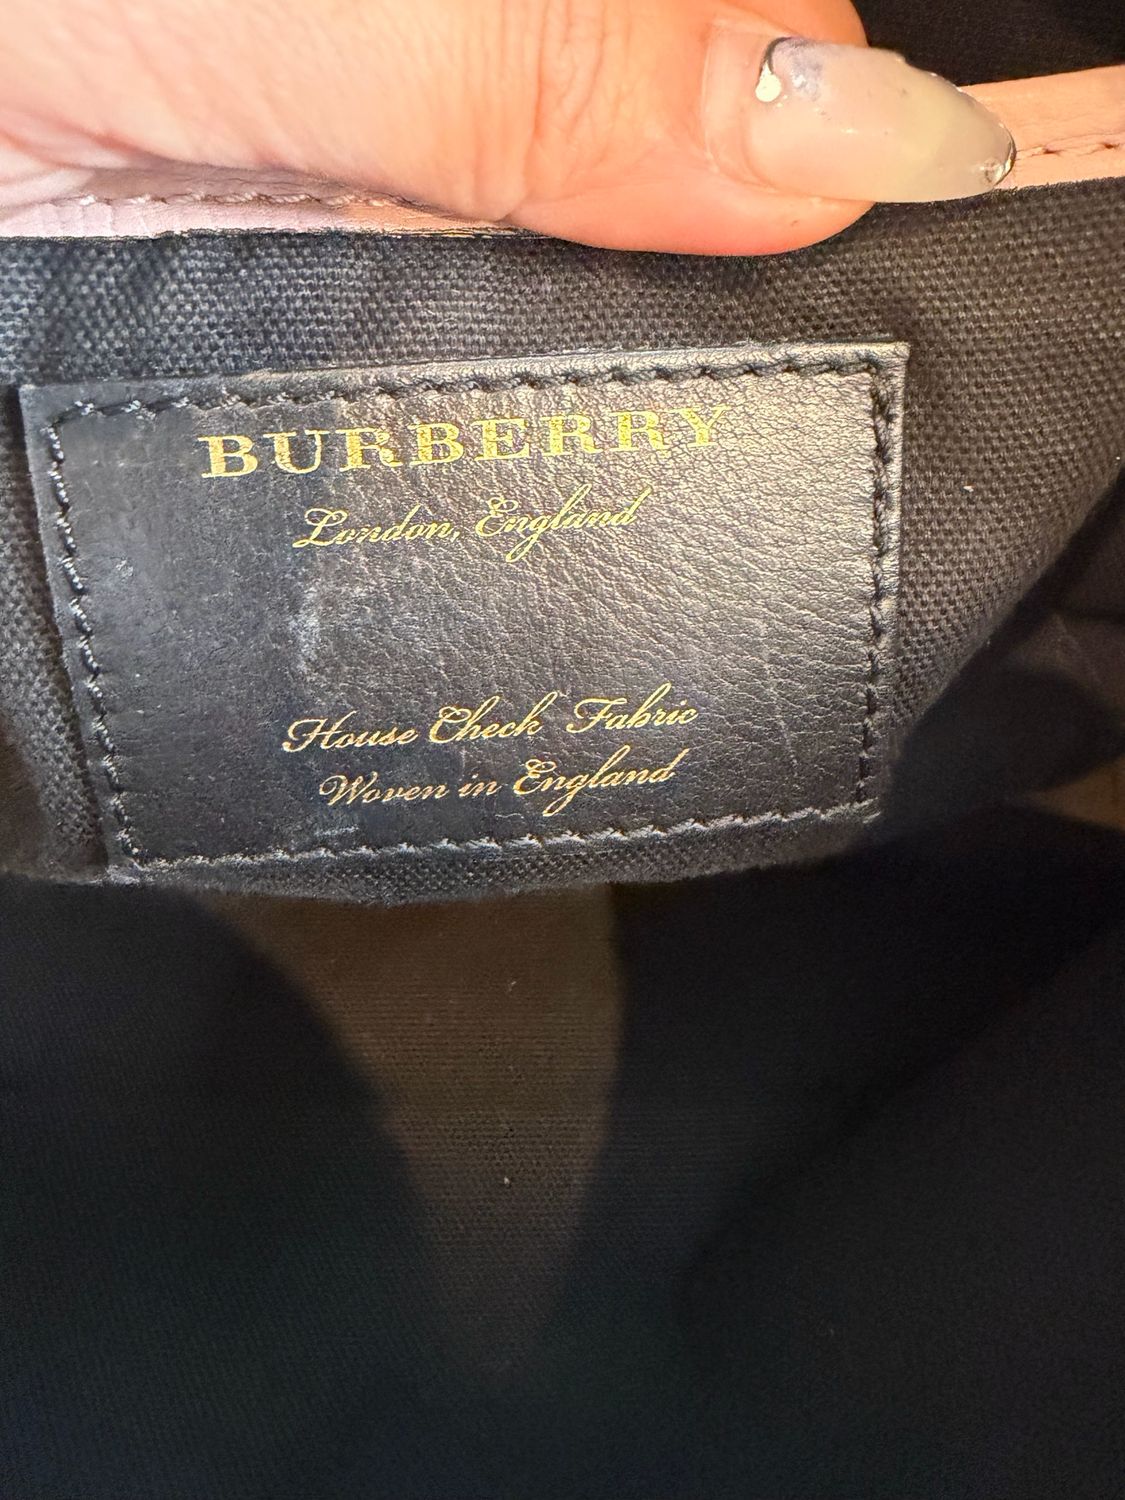 BURBERRY
London, England
House Check Fabric
Woven in England